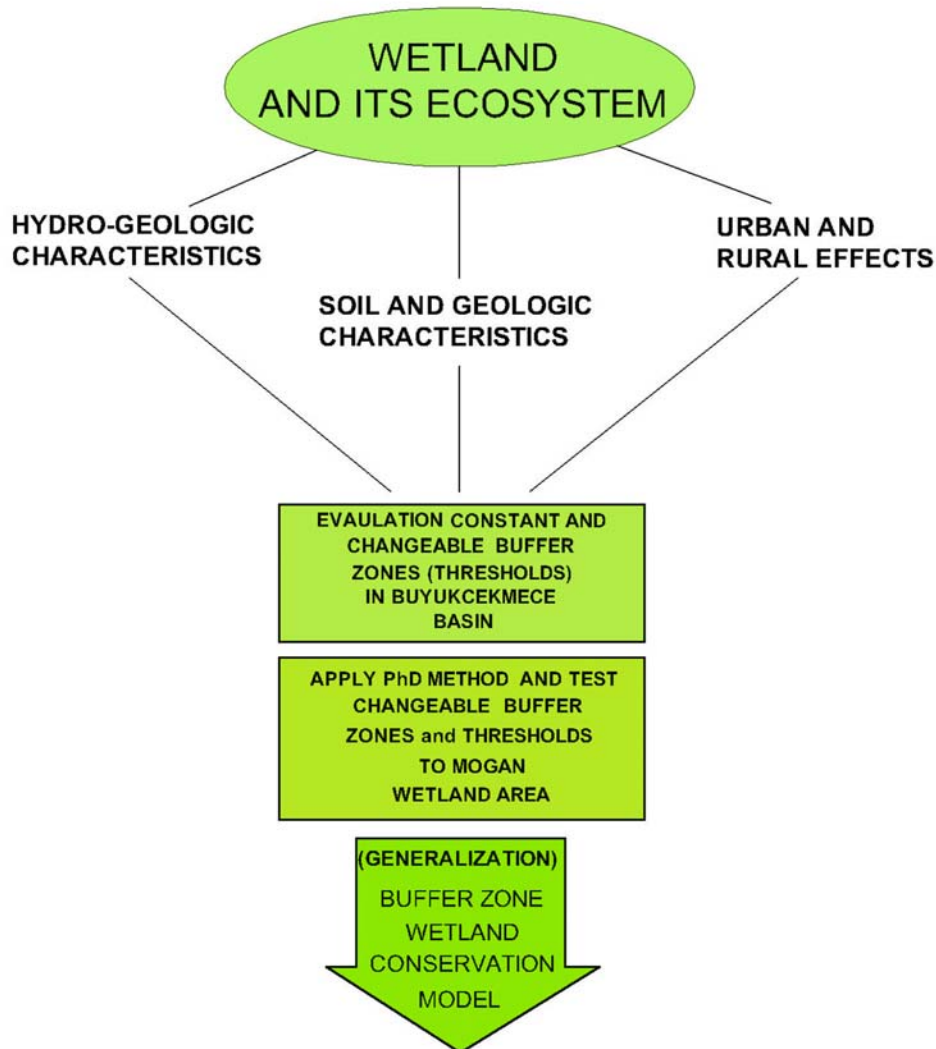 WETLAND
AND ITS ECOSYSTEM
HYDRO-GEOLOGIC
CHARACTERISTICS
SOIL AND GEOLOGIC
CHARACTERISTICS
URBAN AND
RURAL EFFECTS
EVAULATION CONSTANT AND
CHANGEABLE BUFFER
ZONES (THRESHOLDS)
IN BUYUKCEKMECE
BASIN
APPLY PhD METHOD AND TEST
CHANGEABLE BUFFER
ZONES and THRESHOLDS
TO MOGAN
WETLAND AREA
(GENERALIZATION)
BUFFER ZONE
WETLAND
CONSERVATION
MODEL